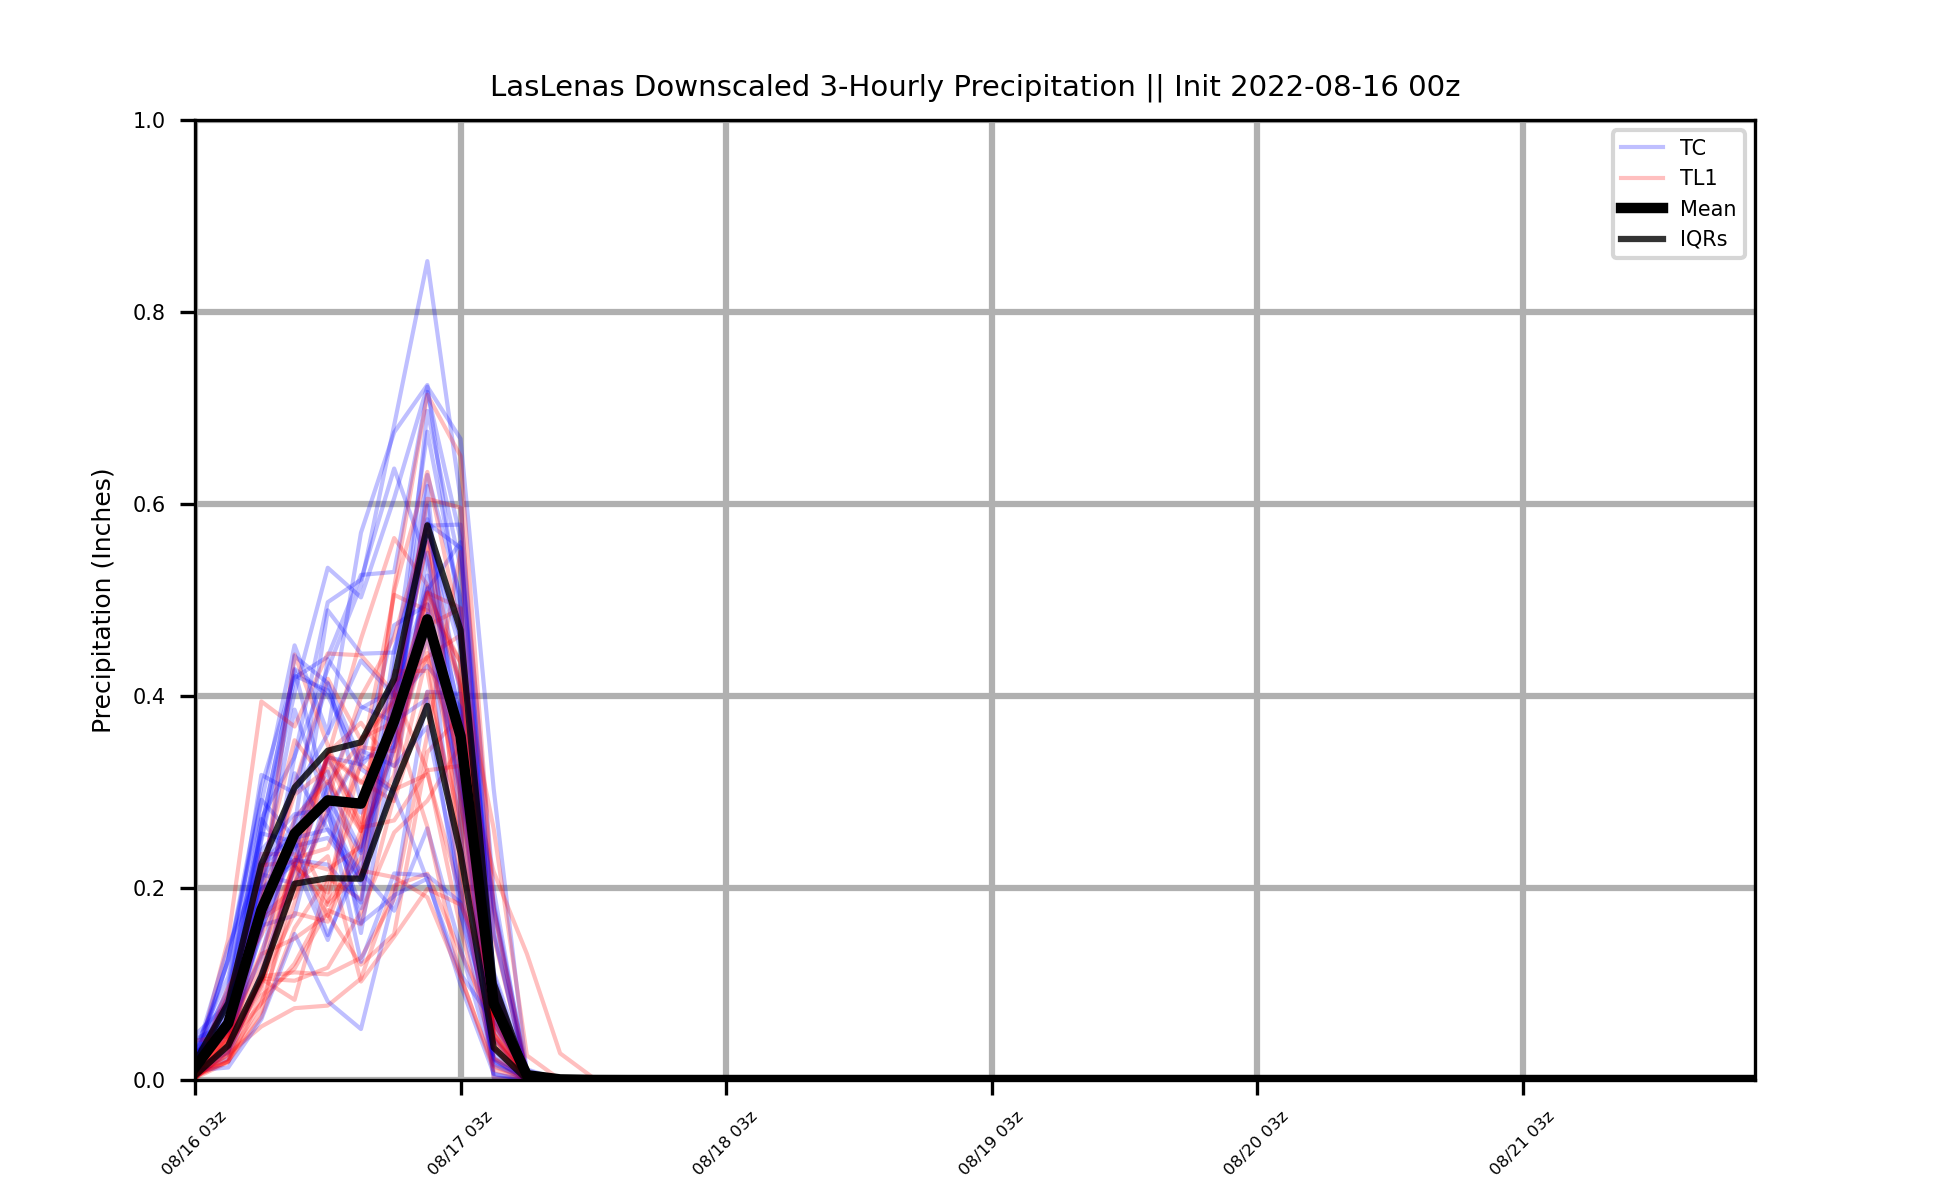 LasLenas Downscaled 3-Hourly Precipitation || Init 2022-08-16 00z
Precipitation (Inches)
1.0
0.8
0.6
0.4
0.2
0.0
TC
TL1
Mean
IQRs
08/16 03z
08/17 03z
08/18 03z
08/19 03z
08/20 03z
08/21 03z